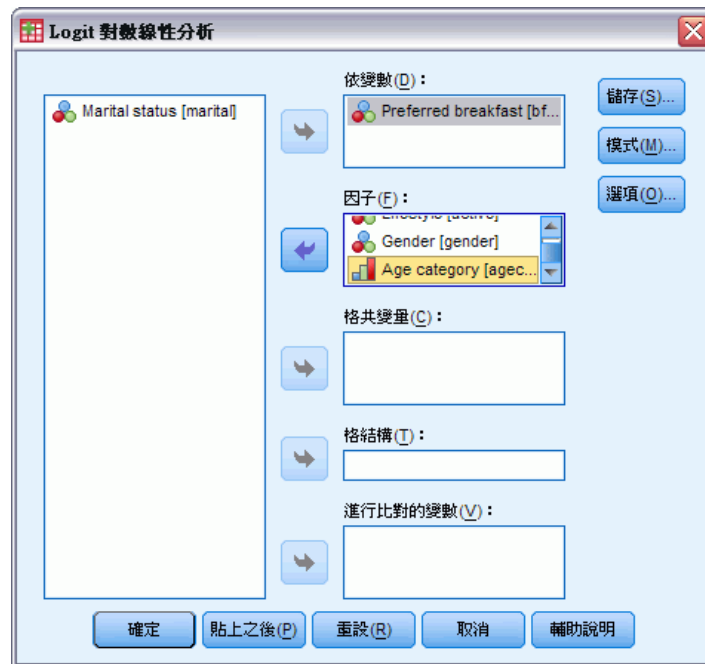 Logit 對數線性分析
Marital status [marital]
依變數(D)：
Preferred breakfast [bf...
因子(F)：
Lifestyle [active]
Gender [gender]
Age category [agec...
格共變量(C)：
格結構(T)：
進行比對的變數(V)：
儲存(S)...
模式(M)...
選項(O)...
確定
貼上之後(P)
重設(R)
取消
輔助說明